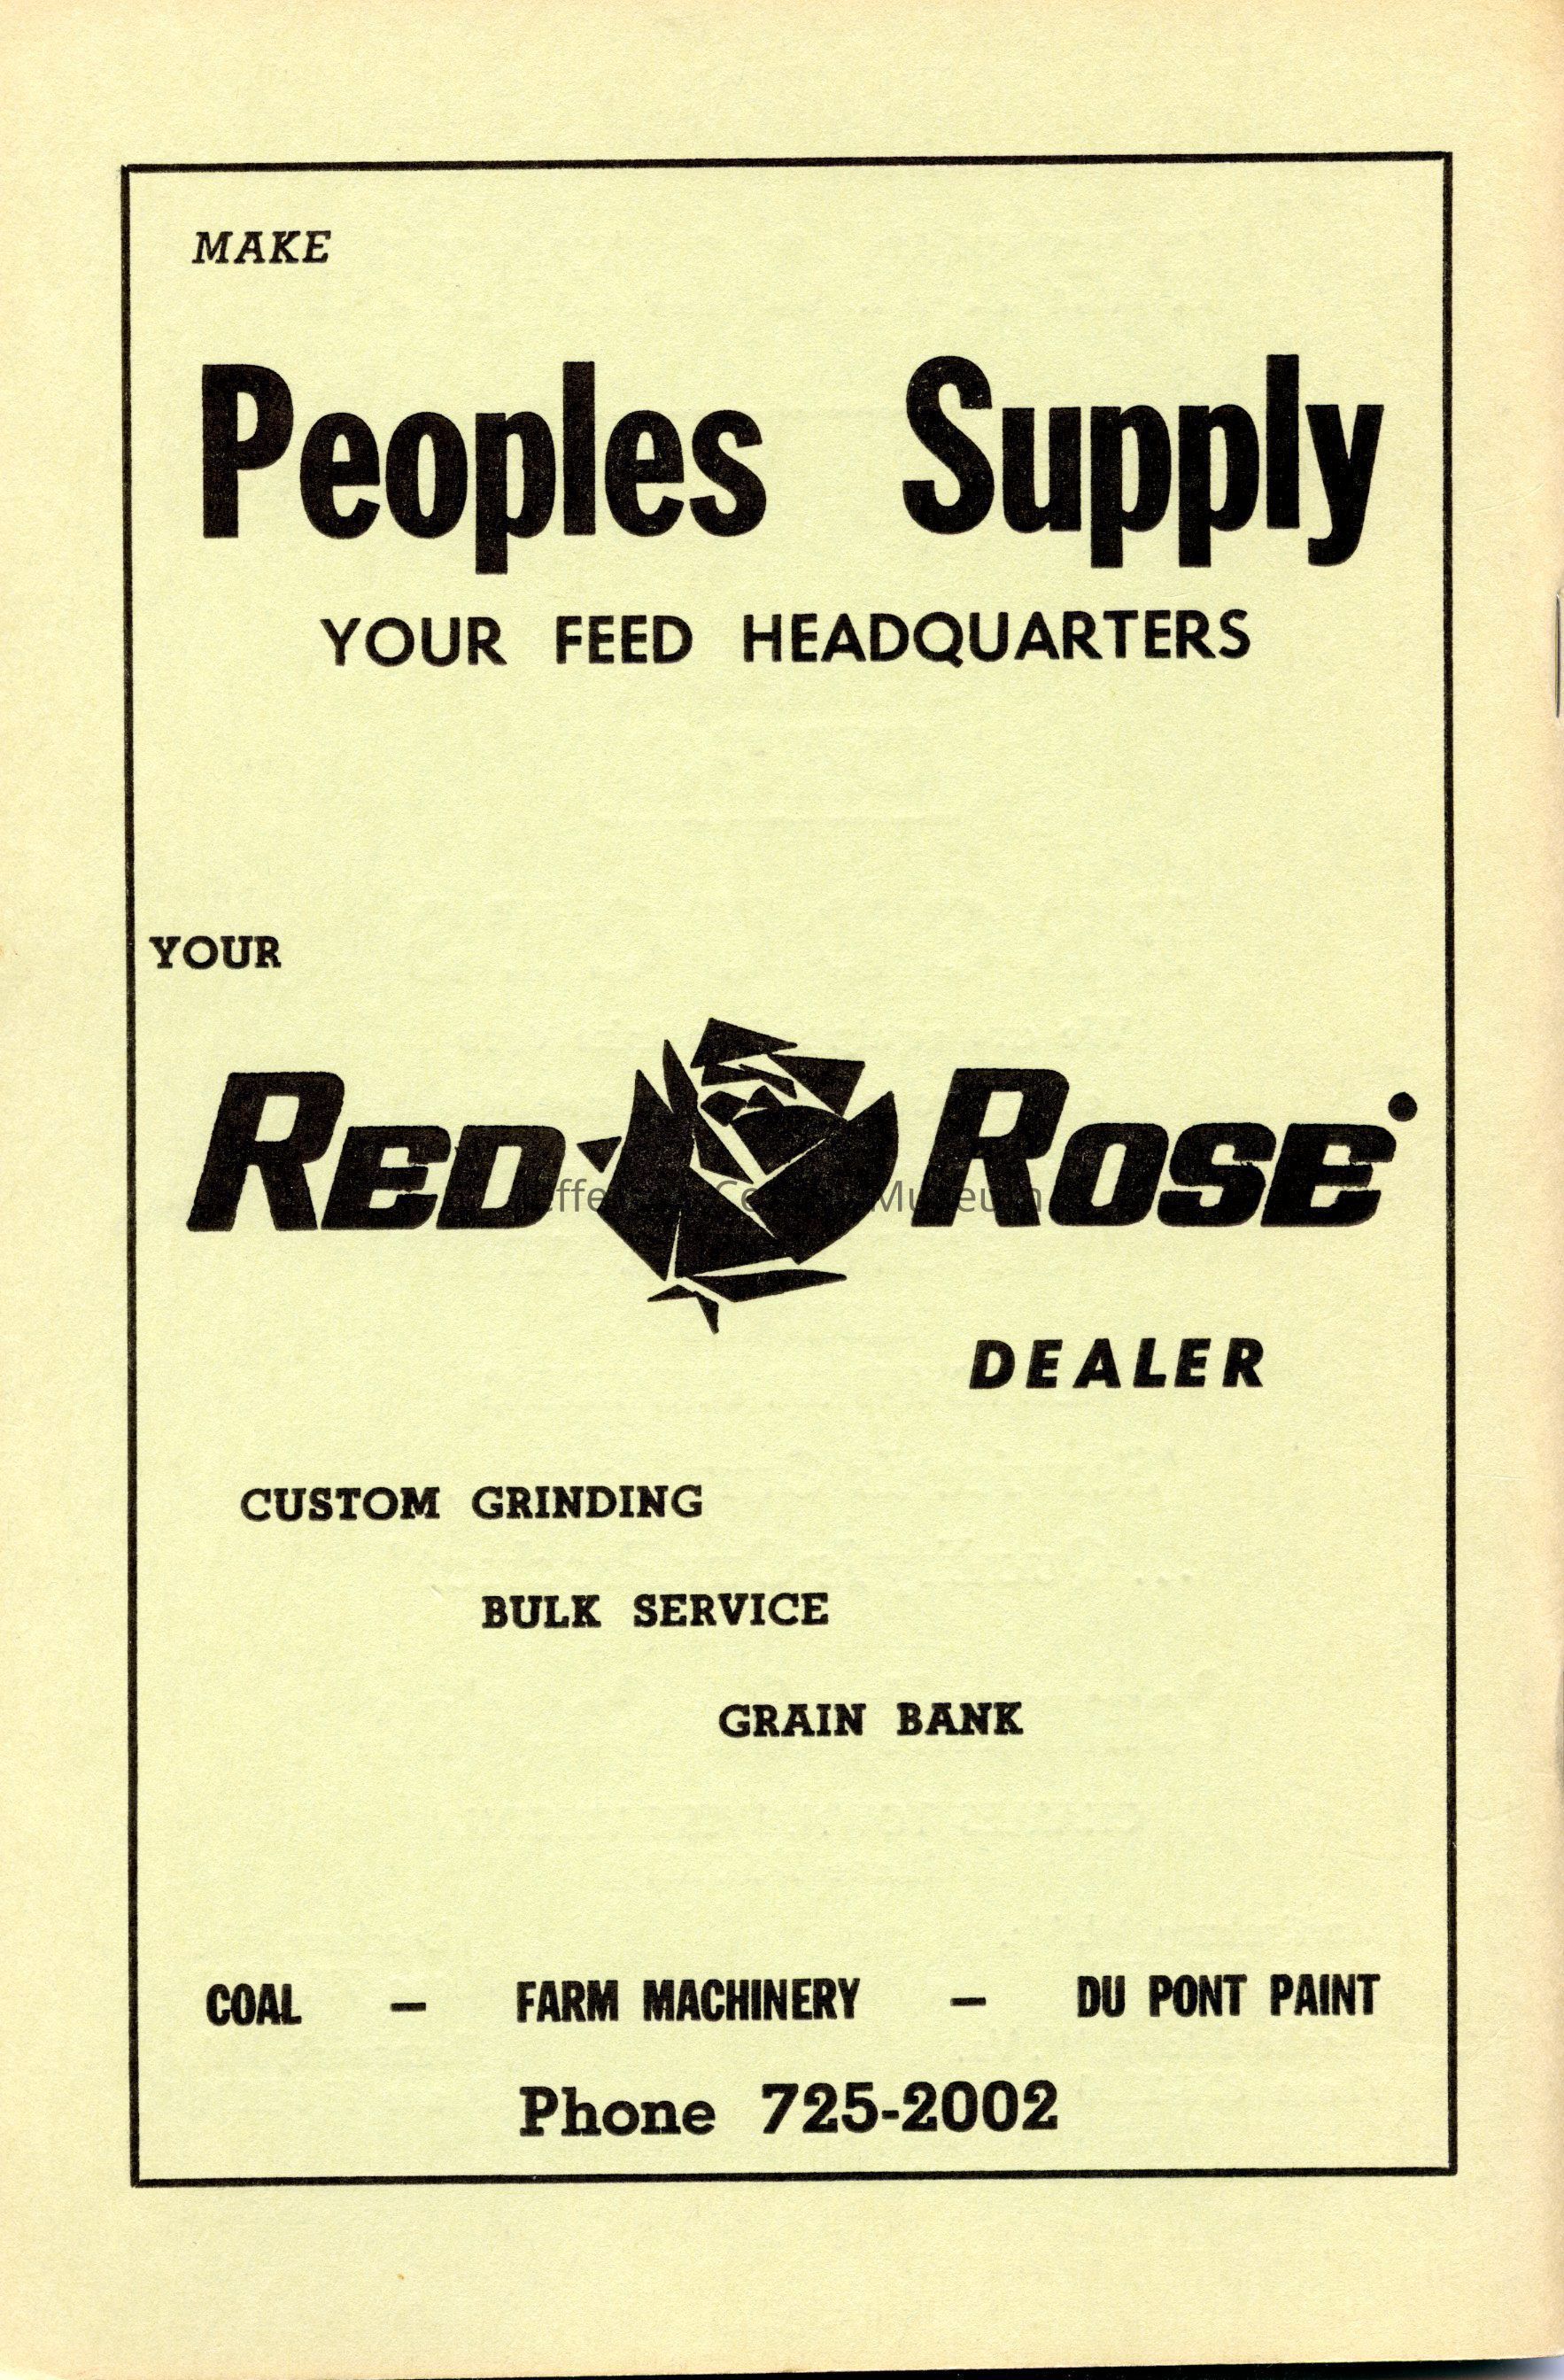 MAKE
Peoples Supply
YOUR FEED HEADQUARTERS
YOUR
RED ROSE
DEALER
CUSTOM GRINDING
BULK SERVICE
GRAIN BANK
COAL — FARM MACHINERY — DU PONT PAINT
Phone 725-2002